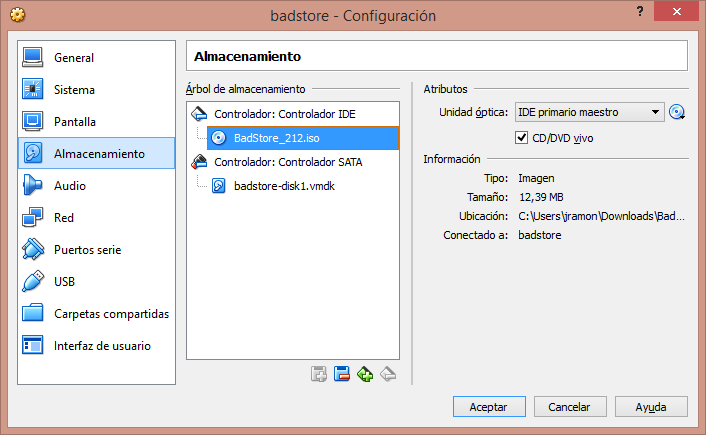 badstore - Configuración
?
General
Sistema
Pantalla
Almacenamiento
Audio
Red
Puertos serie
USB
Carpetas compartidas
Interfaz de usuario
Almacenamiento
Árbol de almacenamiento
Controlador: Controlador IDE
BadStore_212.iso
Controlador: Controlador SATA
badstore-disk1.vmdk
Atributos
Unidad óptica: IDE primario maestro
CD/DVD vivo
Información
Tipo: Imagen
Tamaño: 12,39 MB
Ubicación: C:\Users\jramon\Downloads\Bad...
Conectado a: badstore
Aceptar Cancelar Ayuda